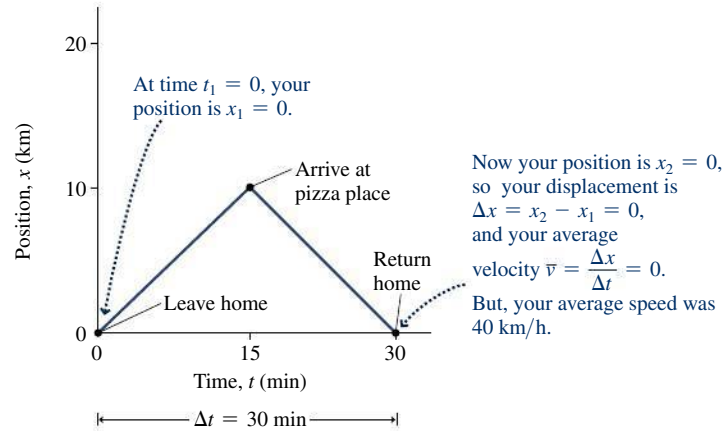 20
At time t₁ = 0, your
position is x₁ = 0.
Position, x (km)
Arrive at
pizza place
10
Now your position is x₂ = 0,
so your displacement is
Δx = x₂ − x₁ = 0,
and your average
velocity v̅ = Δx/Δt = 0.
But, your average speed was
40 km/h.
Return
home
Leave home
0
0 15 30
Time, t (min)
Δt = 30 min